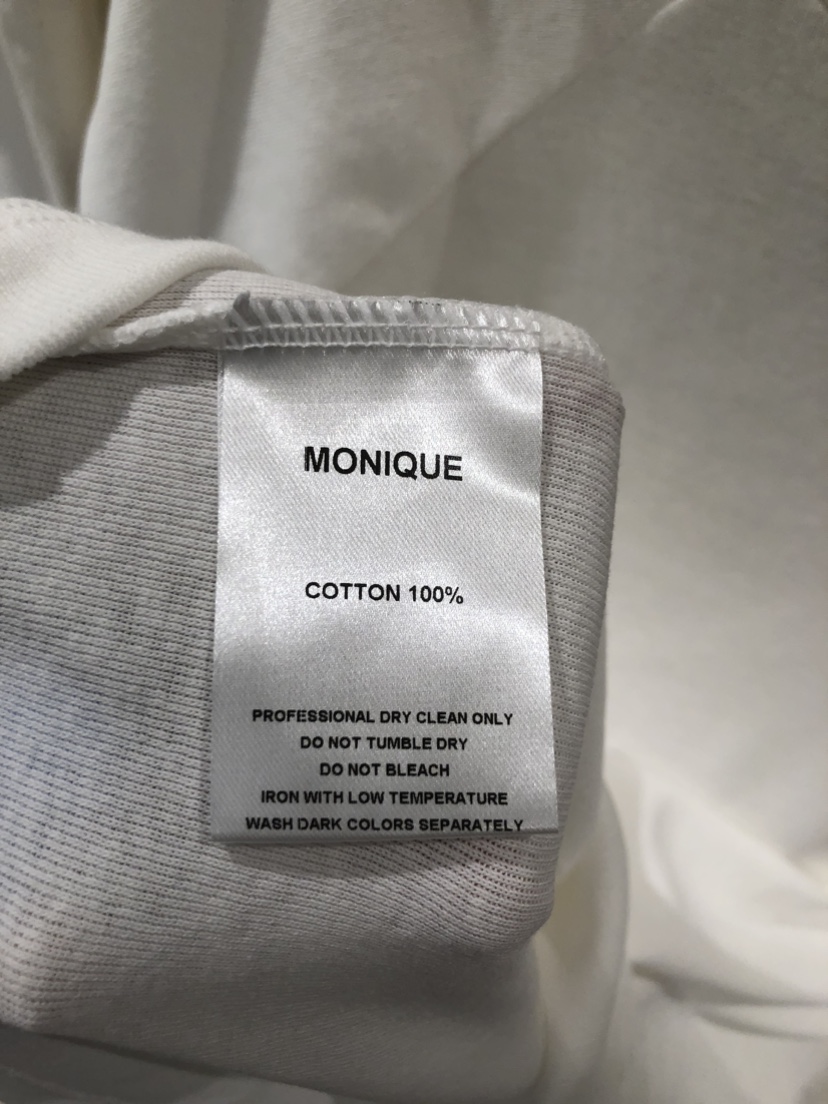 MONIQUE
COTTON 100%
PROFESSIONAL DRY CLEAN ONLY
DO NOT TUMBLE DRY
DO NOT BLEACH
IRON WITH LOW TEMPERATURE
WASH DARK COLORS SEPARATELY